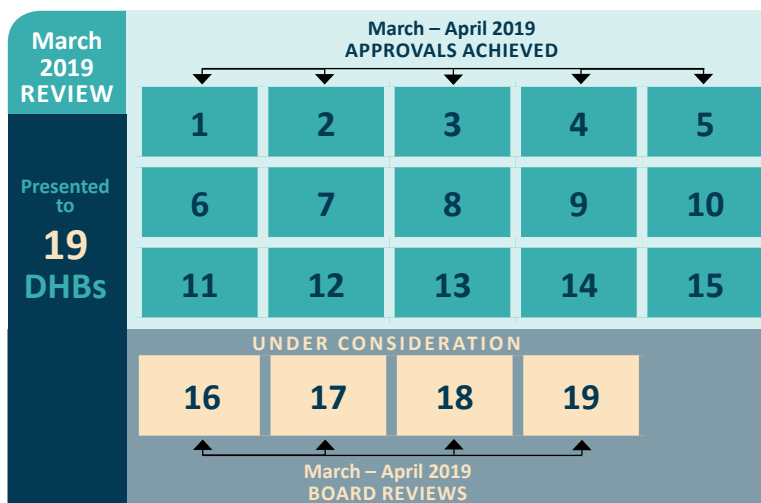 March
2019
REVIEW
Presented
to
19
DHBs
March – April 2019
APPROVALS ACHIEVED
1 2 3 4 5
6 7 8 9 10
11 12 13 14 15
UNDER CONSIDERATION
16 17 18 19
March – April 2019
BOARD REVIEWS